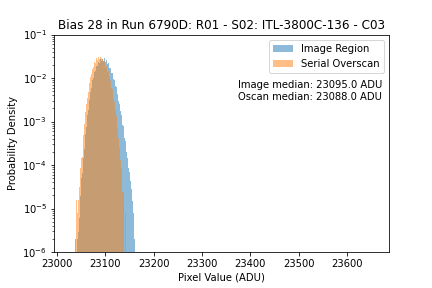 Bias 28 in Run 6790D: R01 - S02: ITL-3800C-136 - C03
Image Region
Serial Overscan
Image median: 23095.0 ADU
Oscan median: 23088.0 ADU
Probability Density
10⁻¹
10⁻²
10⁻³
10⁻⁴
10⁻⁵
10⁻⁶
23000 23100 23200 23300 23400 23500 23600
Pixel Value (ADU)